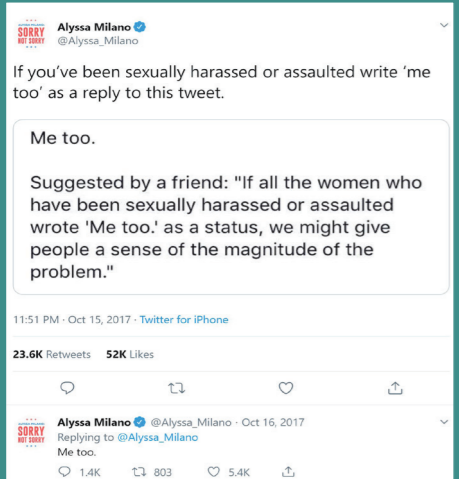 SORRY
NOT SORRY
Alyssa Milano
@Alyssa_Milano
If you've been sexually harassed or assaulted write 'me
too' as a reply to this tweet.
Me too.
Suggested by a friend: "If all the women who
have been sexually harassed or assaulted
wrote 'Me too.' as a status, we might give
people a sense of the magnitude of the
problem."
11:51 PM · Oct 15, 2017 · Twitter for iPhone
23.6K Retweets 52K Likes
SORRY
NOT SORRY
Alyssa Milano @Alyssa_Milano · Oct 16, 2017
Replying to @Alyssa_Milano
Me too.
1.4K 803 5.4K